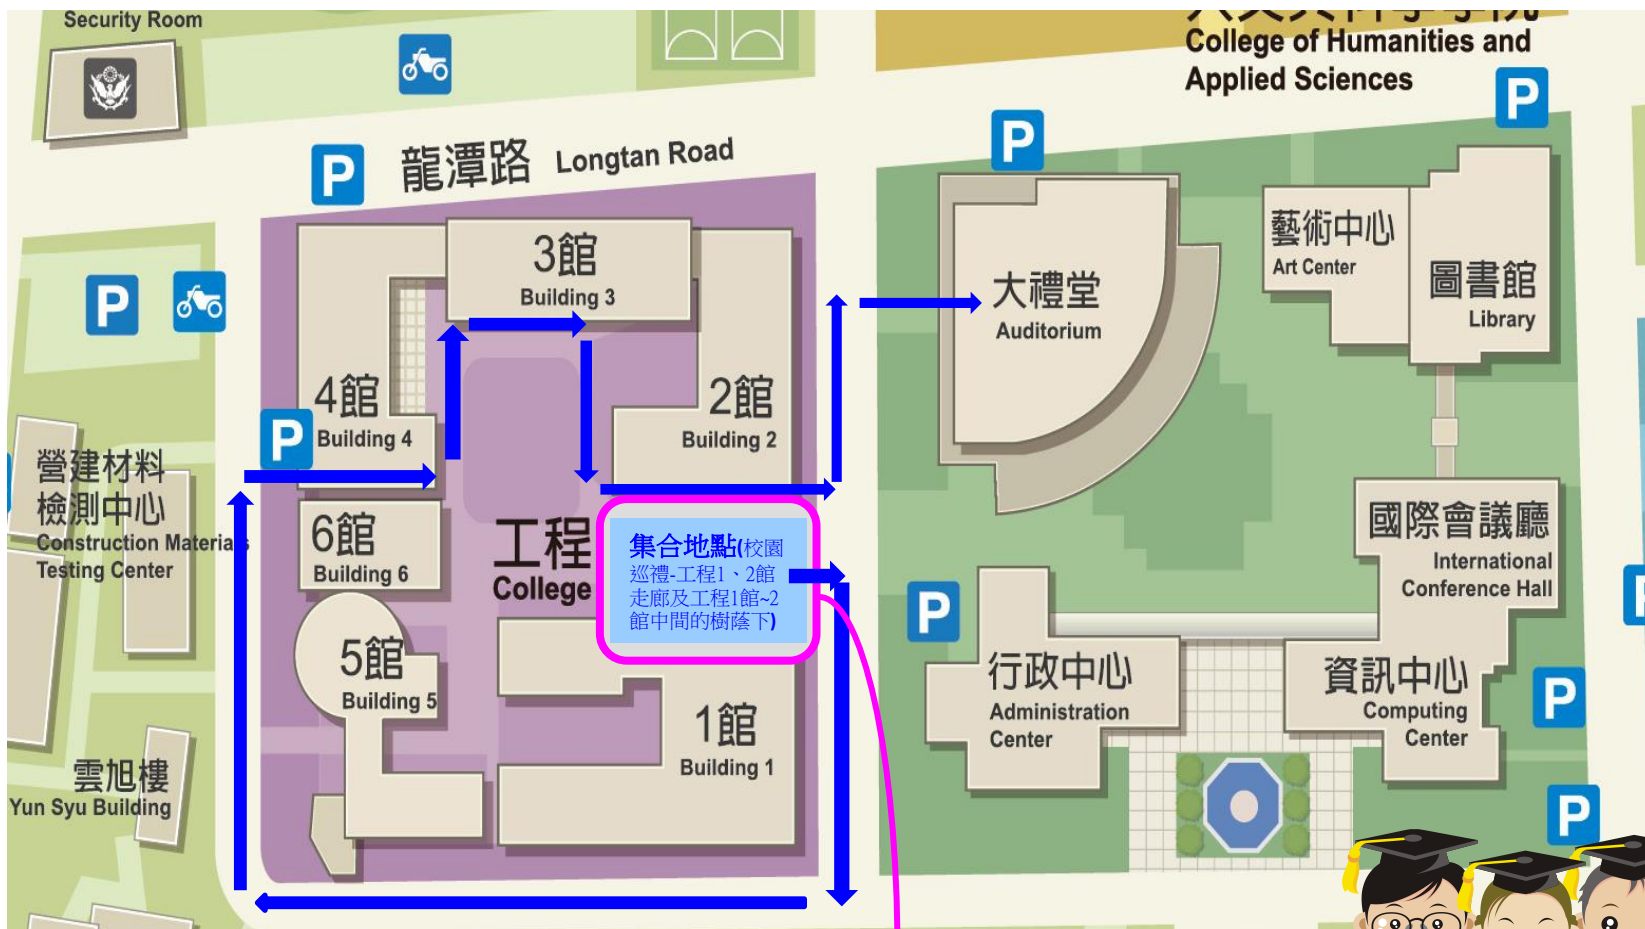 Security Room
College of Humanities and
Applied Sciences
P
P
P
龍潭路 Longtan Road
P
3館
Building 3
大禮堂
Auditorium
藝術中心
Art Center
圖書館
Library
4館
Building 4
P
2館
Building 2
營建材料
檢測中心
Construction Materials
Testing Center
6館
Building 6
工程
College
集合地點(校園
巡禮-工程1、2館
走廊及工程1館~2
館中間的樹蔭下)
國際會議廳
International
Conference Hall
P
5館
Building 5
行政中心
Administration
Center
資訊中心
Computing
Center
P
1館
Building 1
雲旭樓
Yun Syu Building
P